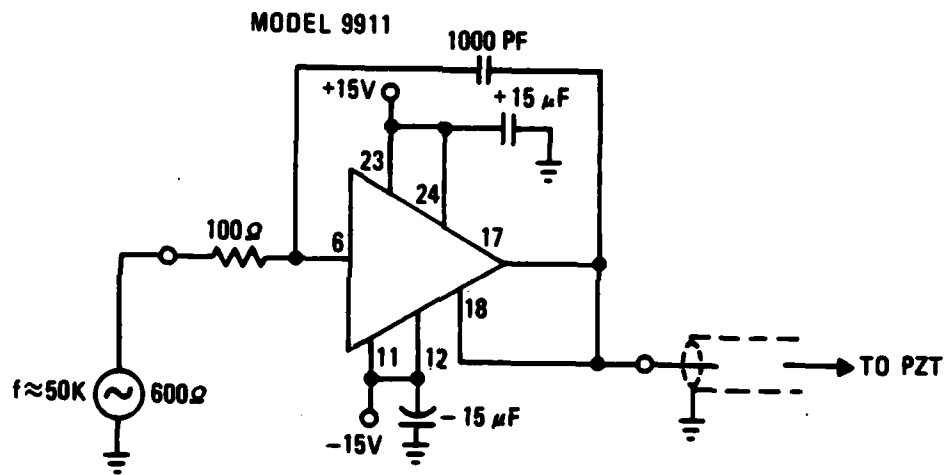 MODEL 9911
1000 PF
+15V
+15 μF
23
24
100Ω
6
17
18
11
12
f≈50K
600Ω
TO PZT
-15V
- 15 μF